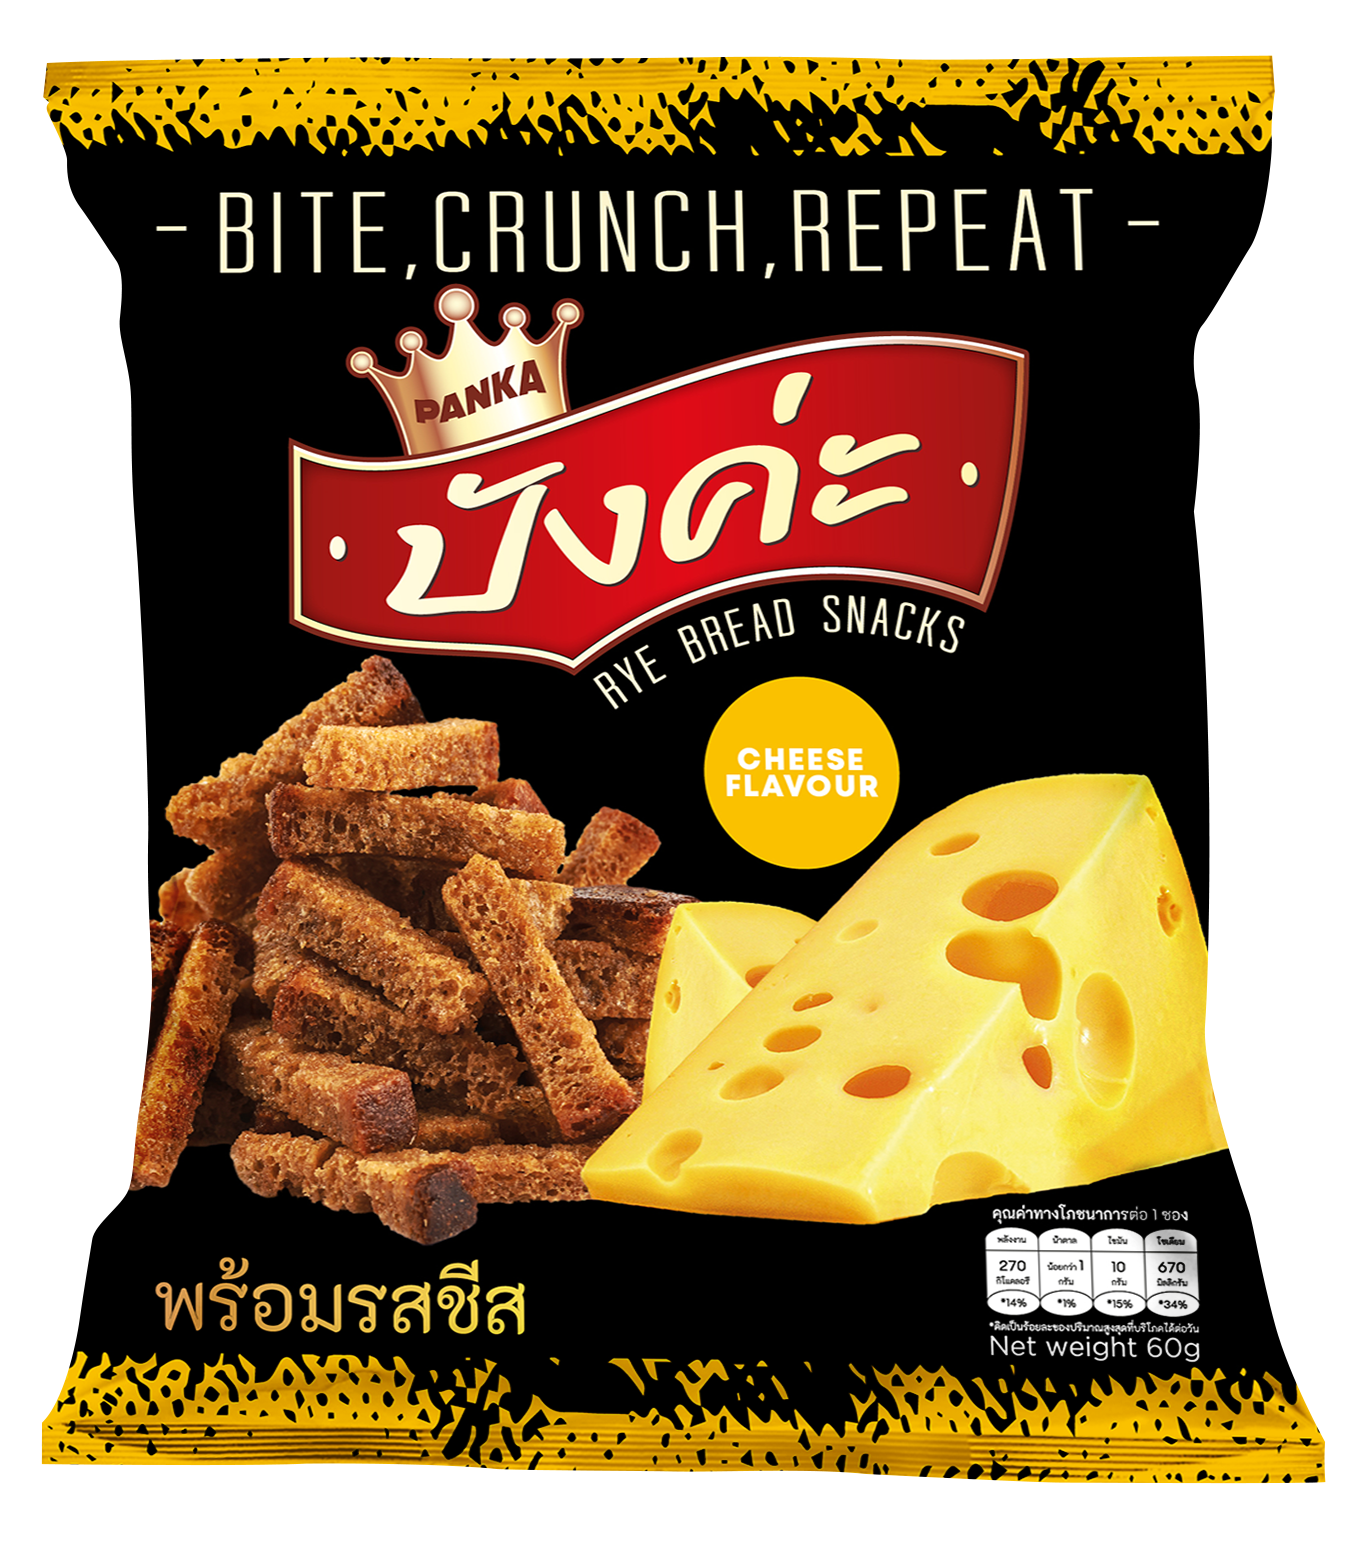 - BITE,CRUNCH,REPEAT -
PANKA
ปังค่ะ
RYE BREAD SNACKS
CHEESE
FLAVOUR
พร้อมรสชีส
คุณค่าทางโภชนาการต่อ 1 ซอง
พลังงาน น้ำตาล ไขมัน โซเดียม
270 น้อยกว่า 1 10 670
กิโแคลอรี กรัม กรัม มิลลิกรัม
*14% *1% *15% *34%
*คิดเป็นร้อยละของปริมาณสูงสุดที่บริโภคได้ต่อวัน
Net weight 60g